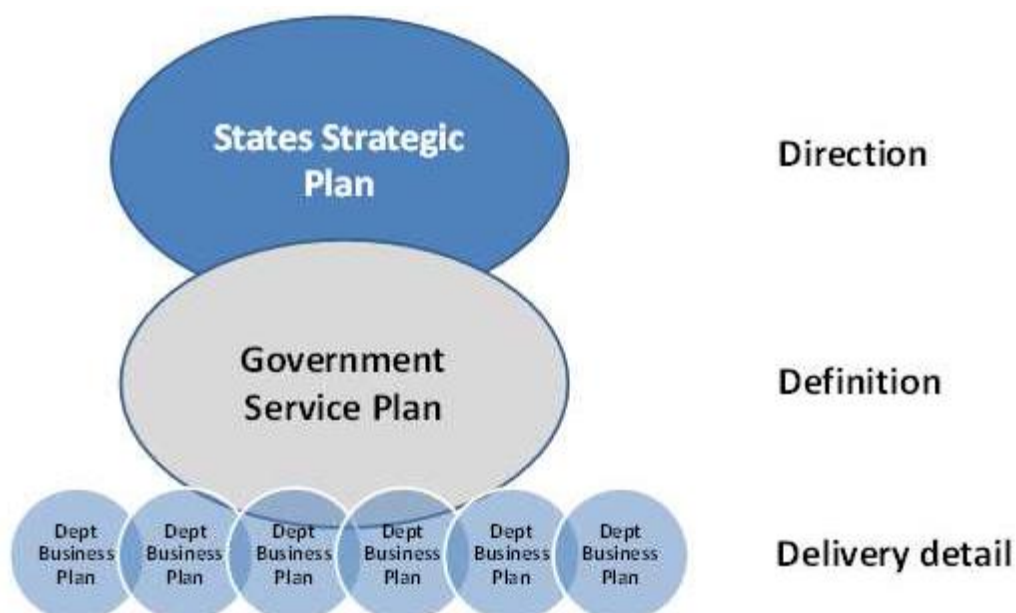 States Strategic
Plan
Direction
Government
Service Plan
Definition
Dept
Business
Plan
Dept
Business
Plan
Dept
Business
Plan
Dept
Business
Plan
Dept
Business
Plan
Dept
Business
Plan
Delivery detail